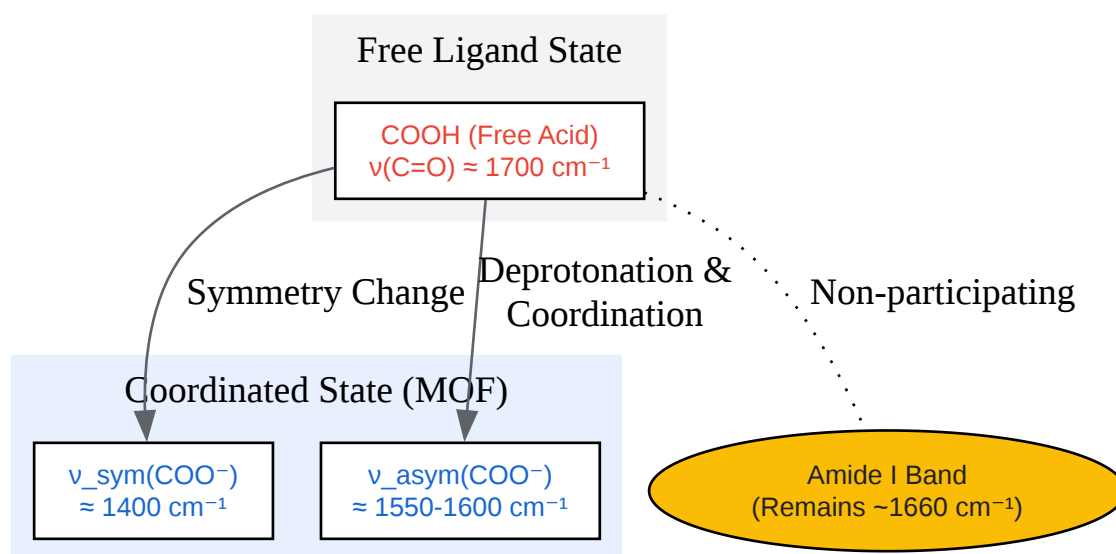 Free Ligand State
COOH (Free Acid)
ν(C=O) ≈ 1700 cm⁻¹
Symmetry Change
Deprotonation &
Coordination
Non-participating
Coordinated State (MOF)
ν_sym(COO⁻)
≈ 1400 cm⁻¹
ν_asym(COO⁻)
≈ 1550-1600 cm⁻¹
Amide I Band
(Remains ~1660 cm⁻¹)